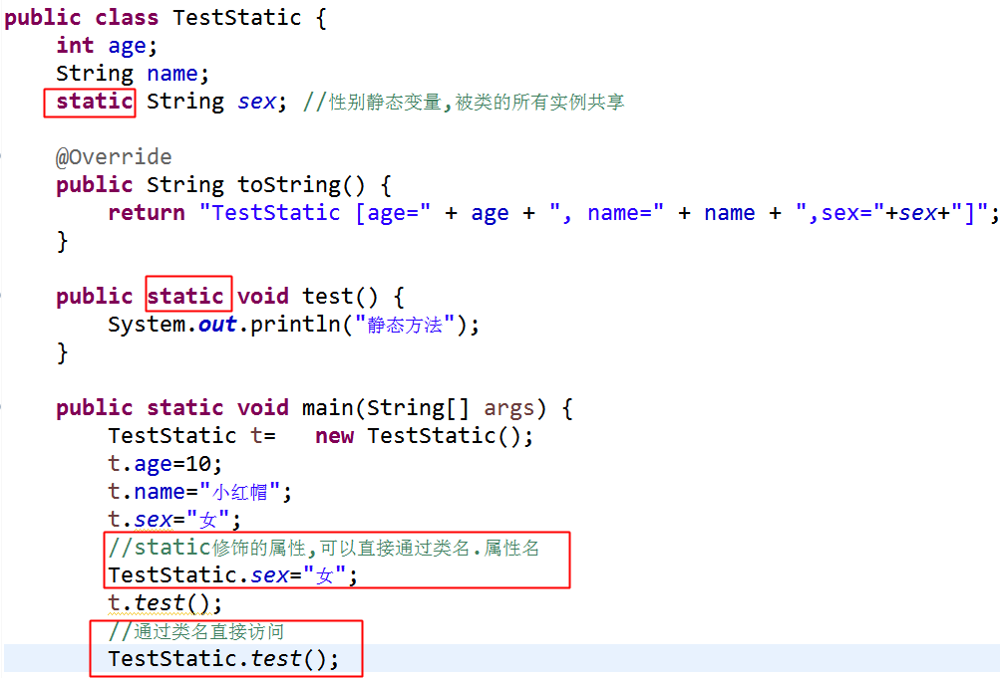 public class TestStatic {
int age;
String name;
static String sex; //性别静态变量,被类的所有实例共享
@Override
public String toString() {
return "TestStatic [age=" + age + ", name=" + name + ",sex="+sex+"]";
}
public static void test() {
System.out.println("静态方法");
}
public static void main(String[] args) {
TestStatic t=   new TestStatic();
t.age=10;
t.name="小红帽";
t.sex="女";
//static修饰的属性,可以直接通过类名.属性名
TestStatic.sex="女";
t.test();
//通过类名直接访问
TestStatic.test();